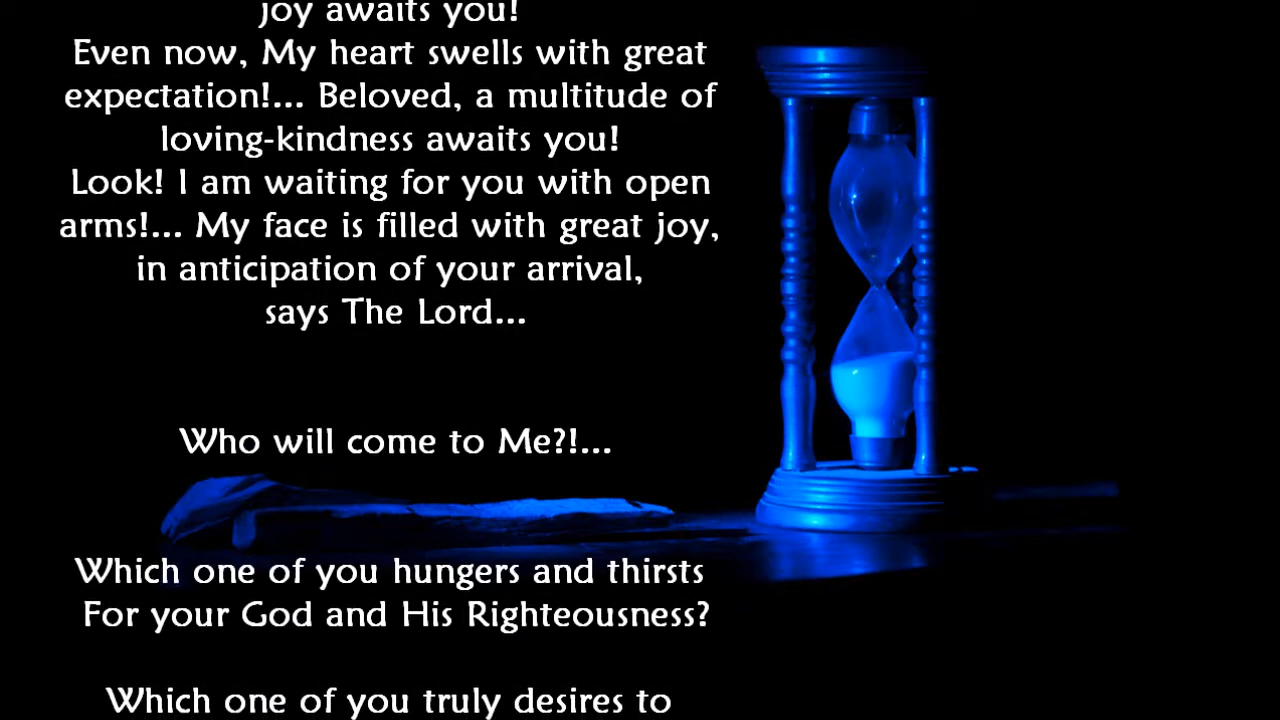 joy awaits you!
Even now, My heart swells with great
expectation!... Beloved, a multitude of
loving-kindness awaits you!
Look! I am waiting for you with open
arms!... My face is filled with great joy,
in anticipation of your arrival,
says The Lord...
Who will come to Me?!...
Which one of you hungers and thirsts
For your God and His Righteousness?
Which one of you truly desires to